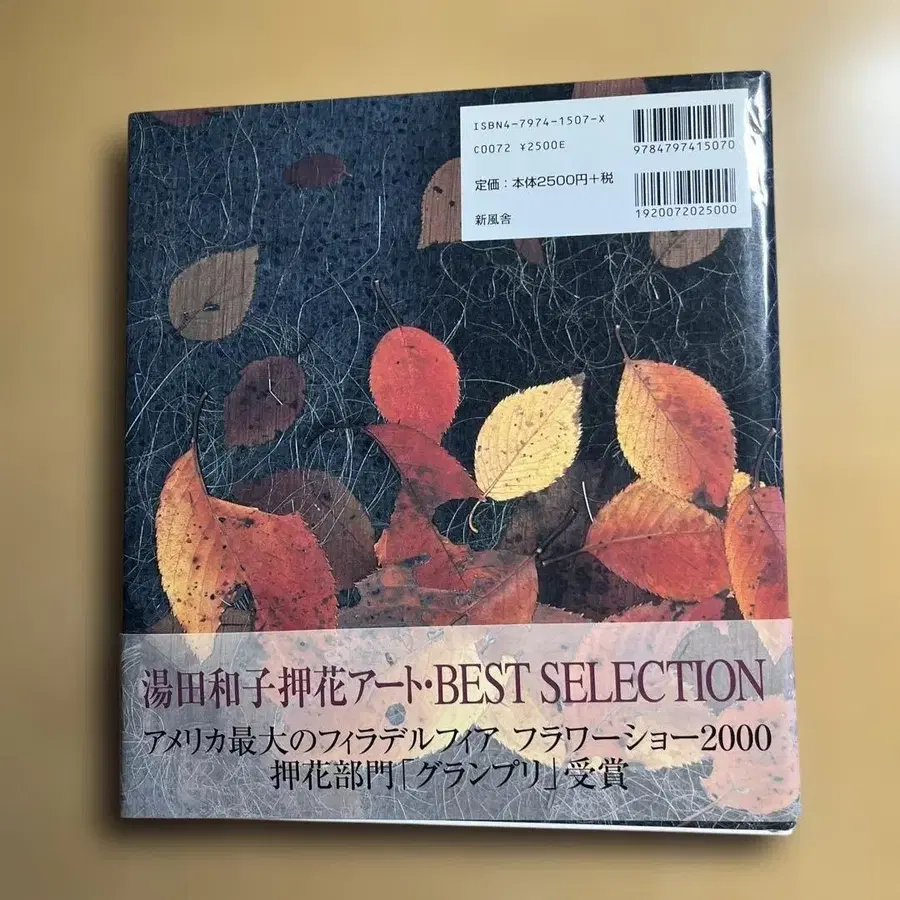 ISBN4-7974-1507-X
C0072 ¥2500E
定価：本体2500円+税
新風舎
9784797415070
1920072025000
湯田和子押花アート・BEST SELECTION
アメリカ最大のフィラデルフィア フラワーショー2000
押花部門「グランプリ」受賞